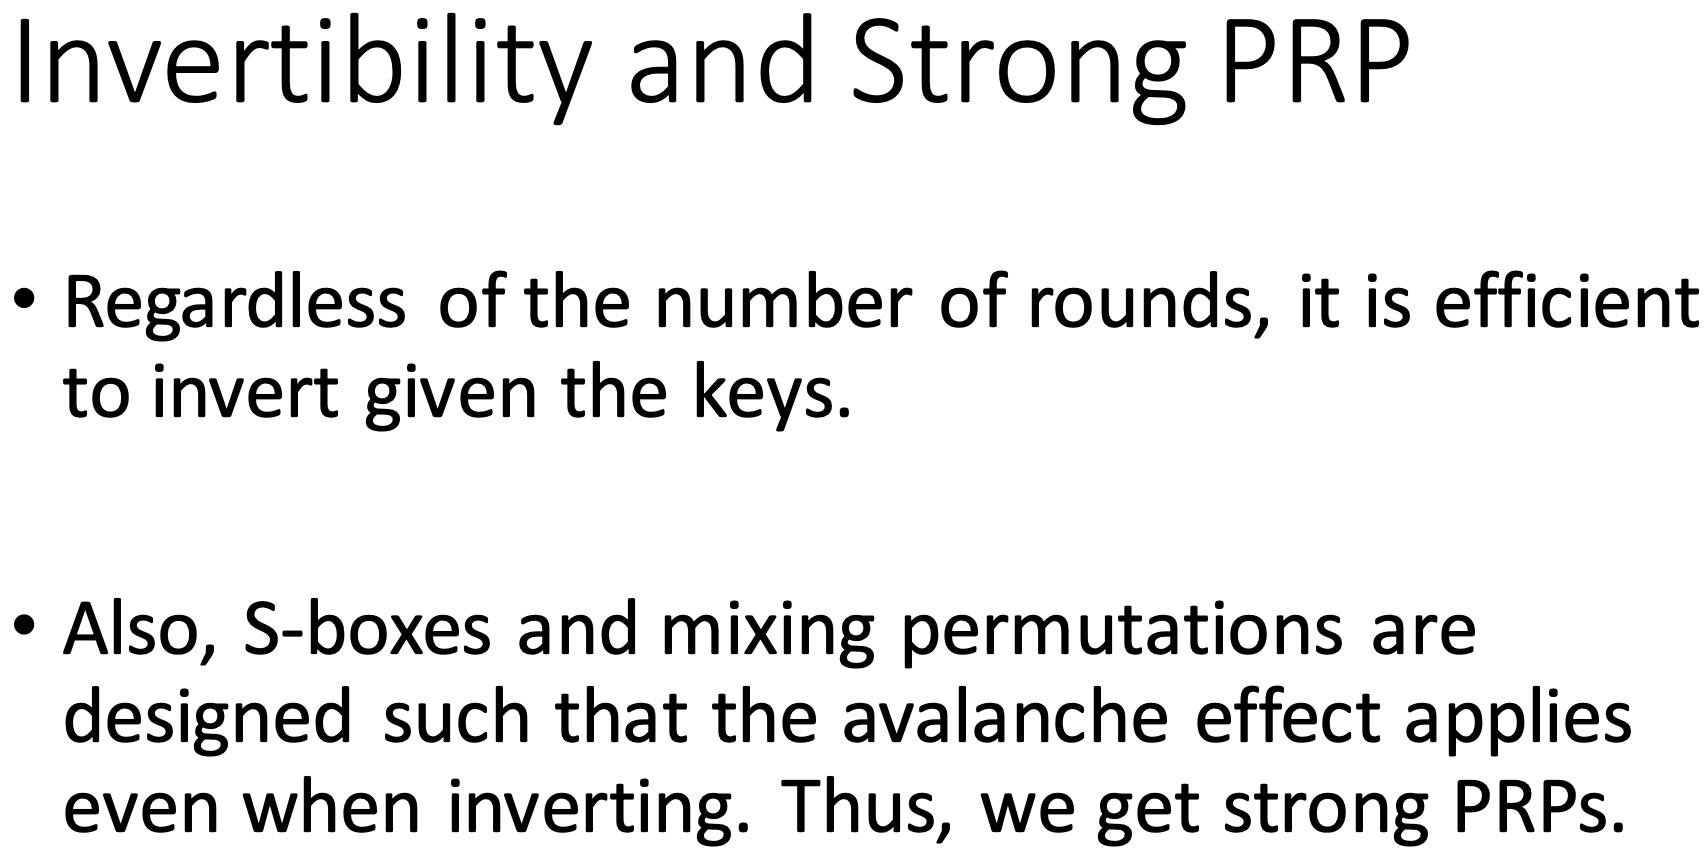 Invertibility and Strong PRP
• Regardless of the number of rounds, it is efficient
to invert given the keys.
• Also, S-boxes and mixing permutations are
designed such that the avalanche effect applies
even when inverting. Thus, we get strong PRPs.